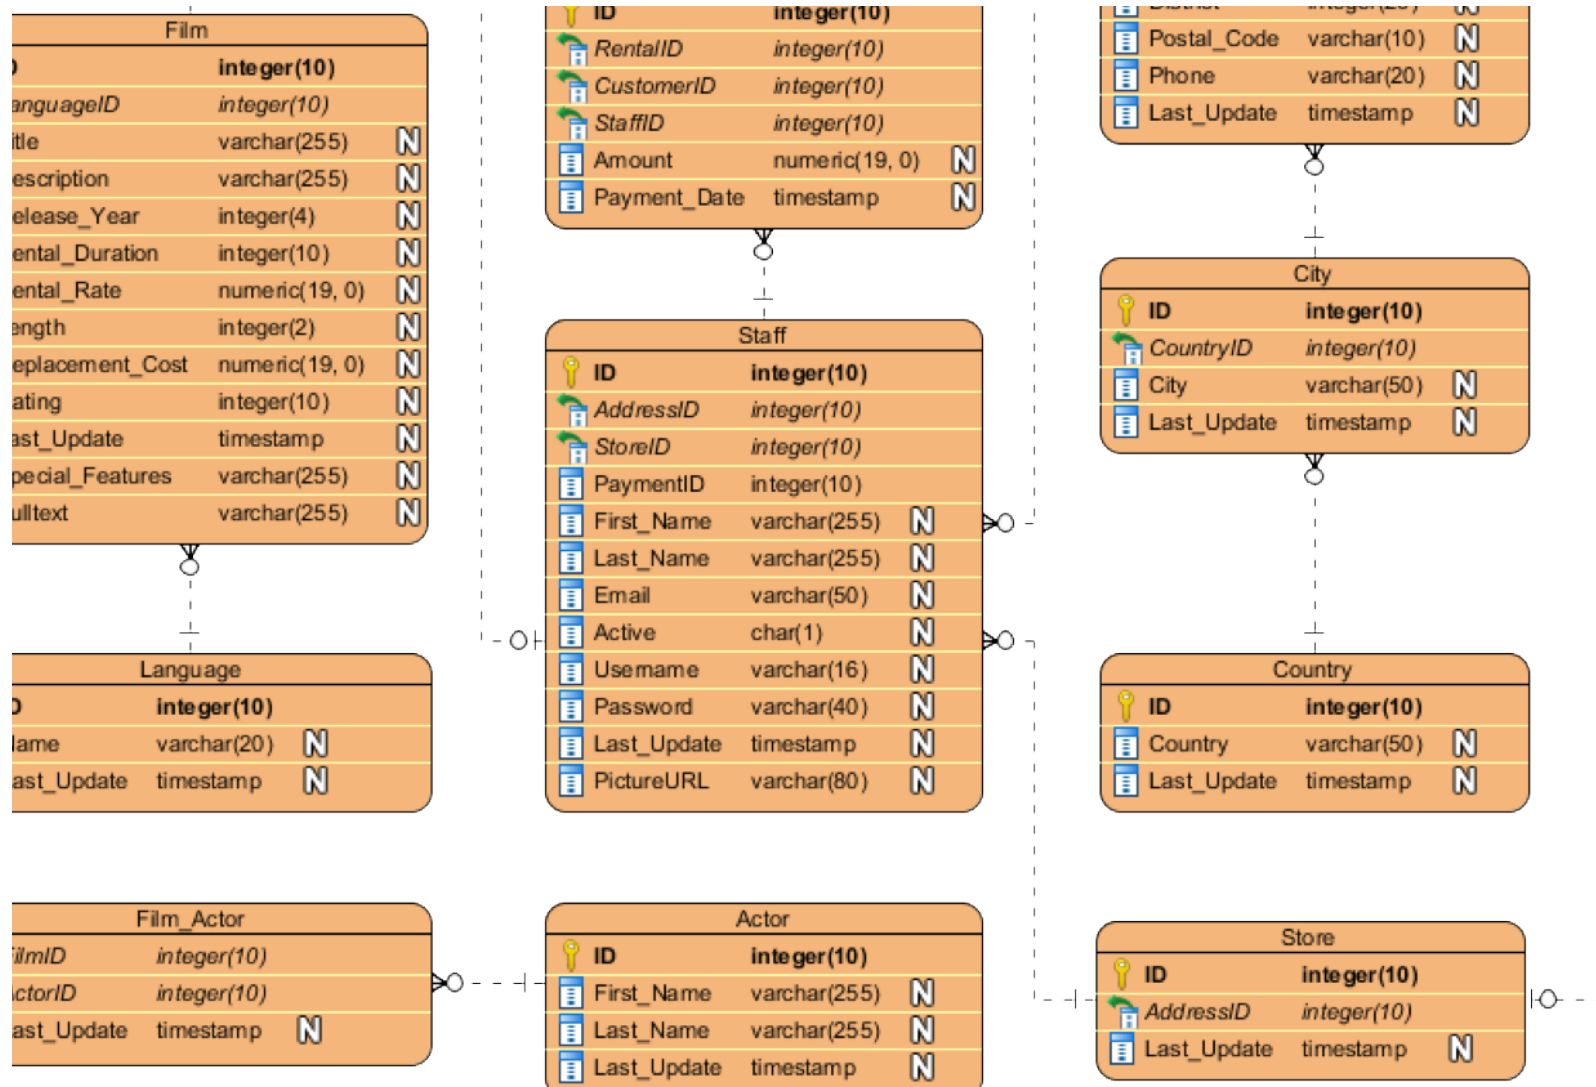 Film
integer(10)
integer(10)
varchar(255) N
varchar(255) N
integer(4) N
ental_Duration integer(10) N
ental_Rate numeric(19, 0) N
ength integer(2) N
eplacement_Cost numeric(19, 0) N
ating integer(10) N
ast_Update timestamp N
pecial_Features varchar(255) N
ulltext varchar(255) N
Language
integer(10)
ame varchar(20) N
ast_Update timestamp N
Film_Actor
ilmID integer(10)
ctorID integer(10)
ast_Update timestamp N
ID integer(10)
RentalID integer(10)
CustomerID integer(10)
StaffID integer(10)
Amount numeric(19, 0) N
Payment_Date timestamp N
Staff
ID integer(10)
AddressID integer(10)
StoreID integer(10)
PaymentID integer(10)
First_Name varchar(255) N
Last_Name varchar(255) N
Email varchar(50) N
Active char(1) N
Username varchar(16) N
Password varchar(40) N
Last_Update timestamp N
PictureURL varchar(80) N
Actor
ID integer(10)
First_Name varchar(255) N
Last_Name varchar(255) N
Last_Update timestamp N
Postal_Code varchar(10) N
Phone varchar(20) N
Last_Update timestamp N
City
ID integer(10)
CountryID integer(10)
City varchar(50) N
Last_Update timestamp N
Country
ID integer(10)
Country varchar(50) N
Last_Update timestamp N
Store
ID integer(10)
AddressID integer(10)
Last_Update timestamp N